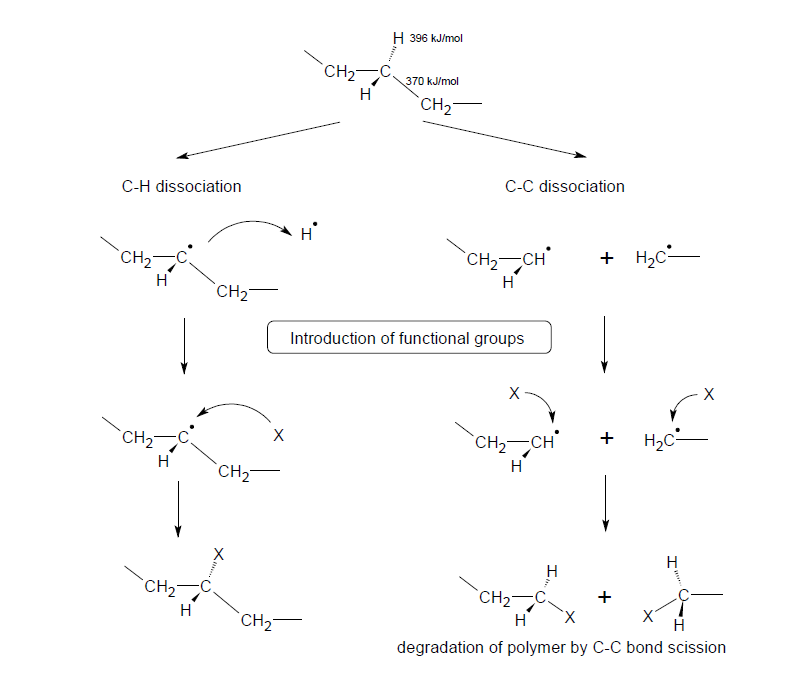 H 396 kJ/mol
CH2 C 370 kJ/mol
H
CH2
C-H dissociation C-C dissociation
H•
CH2 C• CH2 CH• + H2C•
H H
CH2
Introduction of functional groups
X X
CH2 C• X CH2 CH• + H2C•
H H
CH2
X H H
CH2 C CH2 C + C
H H X X H
CH2
degradation of polymer by C-C bond scission